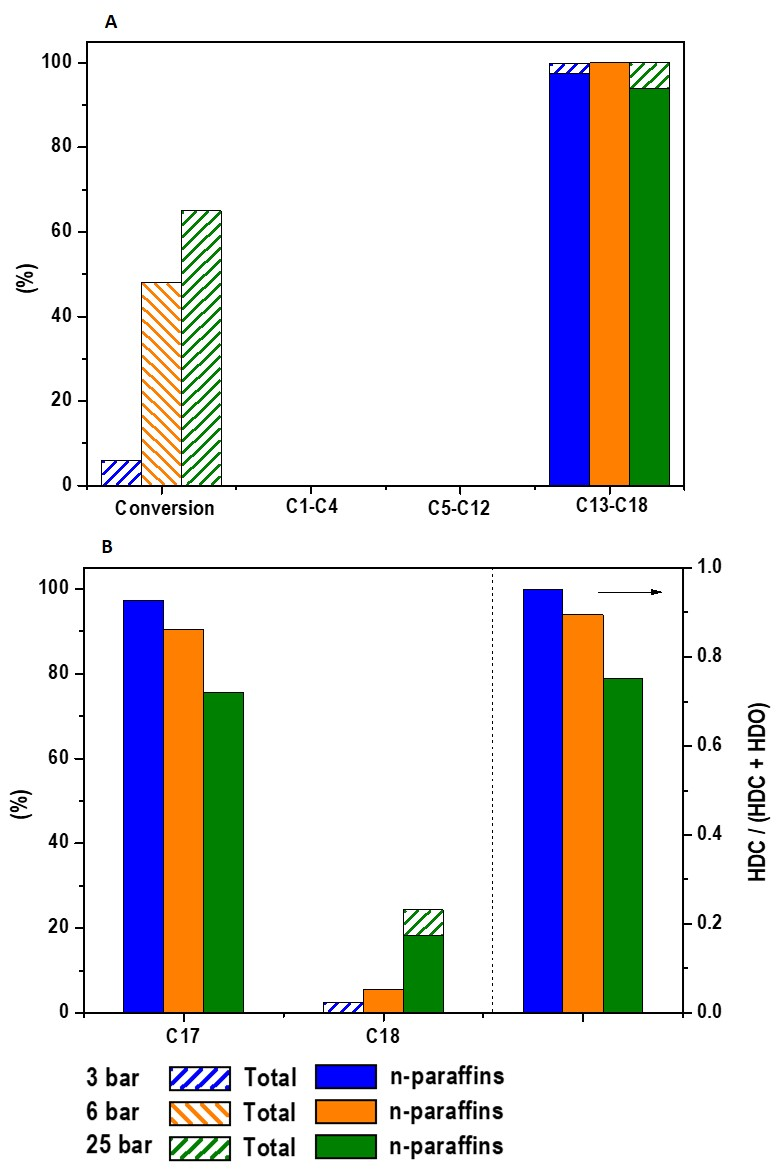 A
100
80
60
40
20
0
(%)
Conversion C1-C4 C5-C12 C13-C18
B
100
80
60
40
20
0
(%)
1.0
0.8
0.6
0.4
0.2
0.0
HDC / (HDC + HDO)
C17 C18
3 bar Total n-paraffins
6 bar Total n-paraffins
25 bar Total n-paraffins